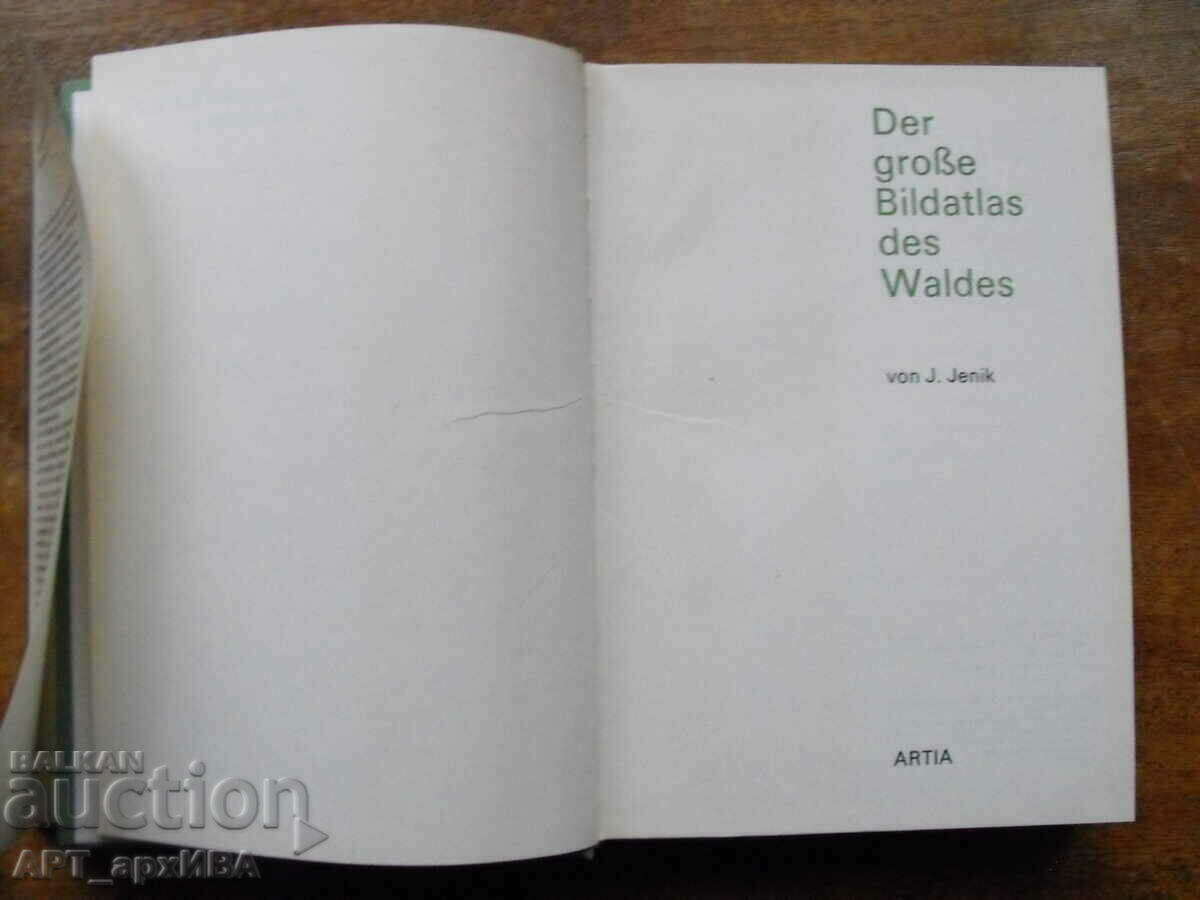 Der
große
Bildatlas
des
Waldes
von J. Jenik
ARTIA
BALKAN
auction
АРТ_архИВА